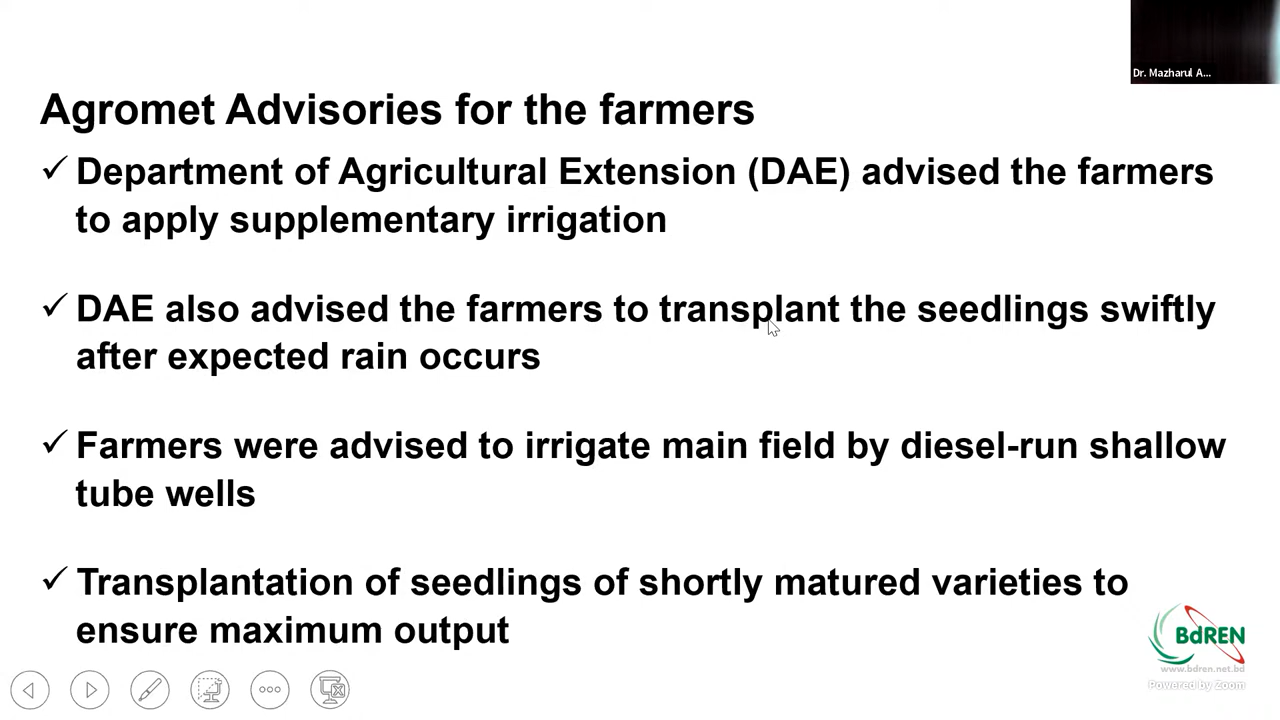 Dr. Mazharul A...
Agromet Advisories for the farmers
✓ Department of Agricultural Extension (DAE) advised the farmers
to apply supplementary irrigation
✓ DAE also advised the farmers to transplant the seedlings swiftly
after expected rain occurs
✓ Farmers were advised to irrigate main field by diesel-run shallow
tube wells
✓ Transplantation of seedlings of shortly matured varieties to
ensure maximum output
BdREN
www.bdren.net.bd
Powered by Zoom